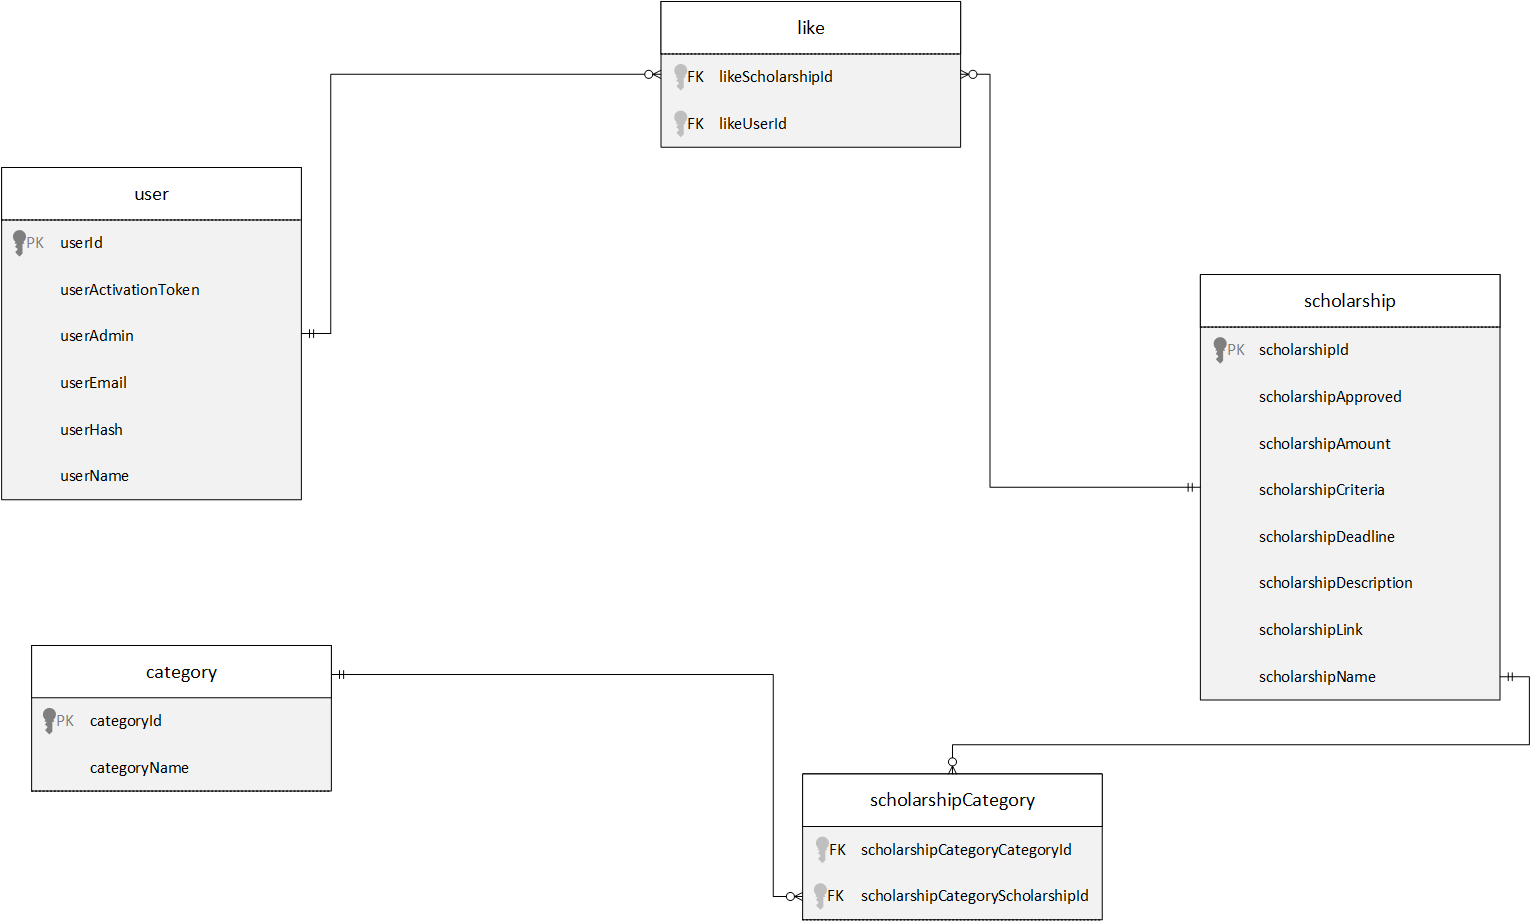 like
FK likeScholarshipId
FK likeUserId
user
PK userId
userActivationToken
userAdmin
userEmail
userHash
userName
scholarship
PK scholarshipId
scholarshipApproved
scholarshipAmount
scholarshipCriteria
scholarshipDeadline
scholarshipDescription
scholarshipLink
scholarshipName
category
PK categoryId
categoryName
scholarshipCategory
FK scholarshipCategoryCategoryId
FK scholarshipCategoryScholarshipId